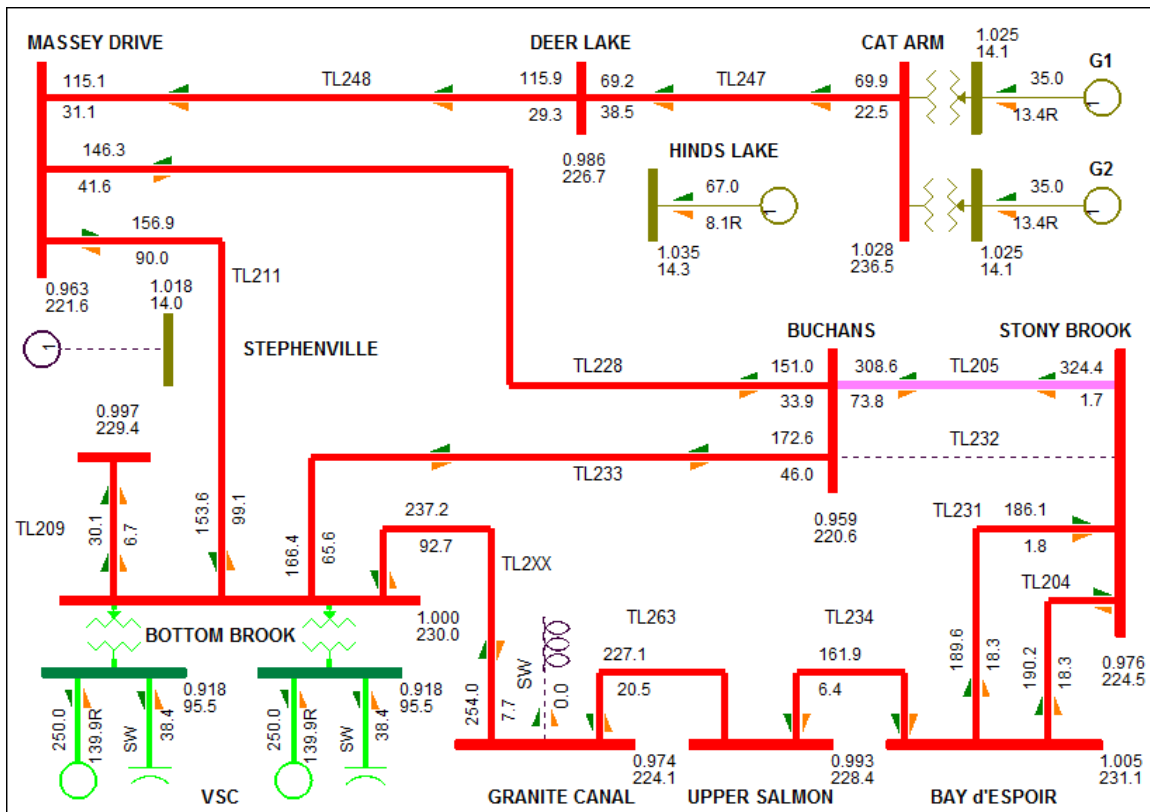 MASSEY DRIVE
DEER LAKE
CAT ARM
1.025
14.1
G1
115.1
TL248
115.9
69.2
TL247
69.9
35.0
31.1
29.3
38.5
22.5
13.4R
146.3
0.986
226.7
HINDS LAKE
G2
41.6
67.0
35.0
156.9
8.1R
13.4R
90.0
TL211
1.035
14.3
1.028
236.5
1.025
14.1
0.963
221.6
1.018
14.0
1
STEPHENVILLE
BUCHANS
STONY BROOK
TL228
151.0
308.6
TL205
324.4
33.9
73.8
1.7
0.997
229.4
172.6
TL232
TL233
46.0
TL209
30.1
6.7
153.6
99.1
166.4
65.6
237.2
92.7
TL2XX
0.959
220.6
TL231
186.1
1.8
TL204
BOTTOM BROOK
1.000
230.0
TL263
TL234
0.918
95.5
0.918
95.5
SW
227.1
161.9
0.976
224.5
250.0
139.9R
SW
38.4
250.0
139.9R
SW
38.4
254.0
7.7
0.0
20.5
6.4
189.6
18.3
190.2
18.3
0.974
224.1
0.993
228.4
1.005
231.1
VSC
GRANITE CANAL
UPPER SALMON
BAY d'ESPOIR